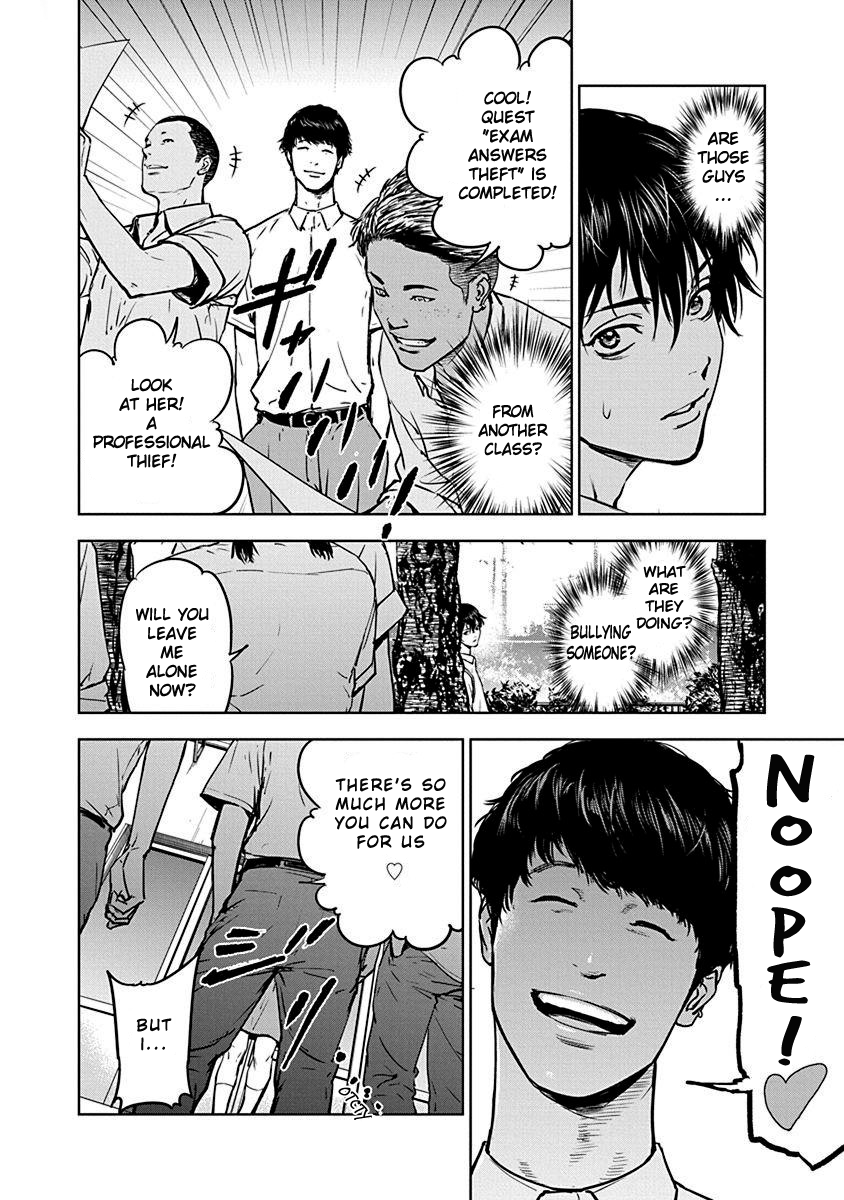 ARE
THOSE
GUYS
...
COOL!
QUEST
"EXAM
ANSWERS
THEFT" IS
COMPLETED!
FROM
ANOTHER
CLASS?
LOOK
AT HER!
A
PROFESSIONAL
THIEF!
WHAT
ARE
THEY
DOING?
BULLYING
SOMEONE?
WILL YOU
LEAVE
ME
ALONE
NOW?
NOOPE!
THERE'S SO
MUCH MORE
YOU CAN DO
FOR US
♡
BUT
I...